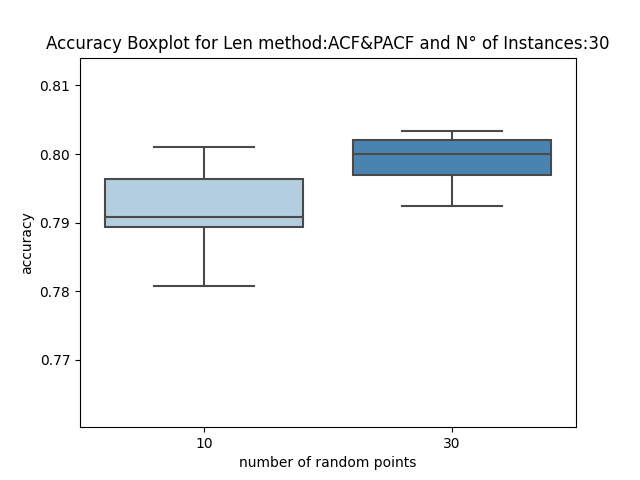 Accuracy Boxplot for Len method:ACF&PACF and N° of Instances:30
0.81
0.80
0.79
0.78
0.77
accuracy
10
30
number of random points